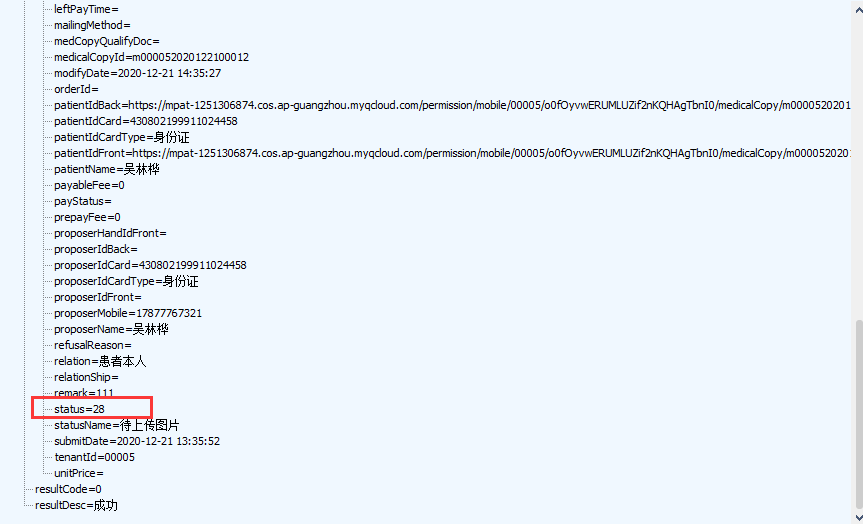 leftPayTime=
mailingMethod=
medCopyQualifyDoc=
medicalCopyId=m000052020122100012
modifyDate=2020-12-21 14:35:27
orderId=
patientIdBack=https://mpat-1251306874.cos.ap-guangzhou.myqcloud.com/permission/mobile/00005/o0fOyvwERUMLUZif2nKQHAgTbnI0/medicalCopy/m0000520201
patientIdCard=430802199911024458
patientIdCardType=身份证
patientIdFront=https://mpat-1251306874.cos.ap-guangzhou.myqcloud.com/permission/mobile/00005/o0fOyvwERUMLUZif2nKQHAgTbnI0/medicalCopy/m0000520201
patientName=吴林桦
payableFee=0
payStatus=
prepayFee=0
proposerHandIdFront=
proposerIdBack=
proposerIdCard=430802199911024458
proposerIdCardType=身份证
proposerIdFront=
proposerMobile=17877767321
proposerName=吴林桦
refusalReason=
relation=患者本人
relationShip=
remark=111
status=28
statusName=待上传图片
submitDate=2020-12-21 13:35:52
tenantId=00005
unitPrice=
resultCode=0
resultDesc=成功